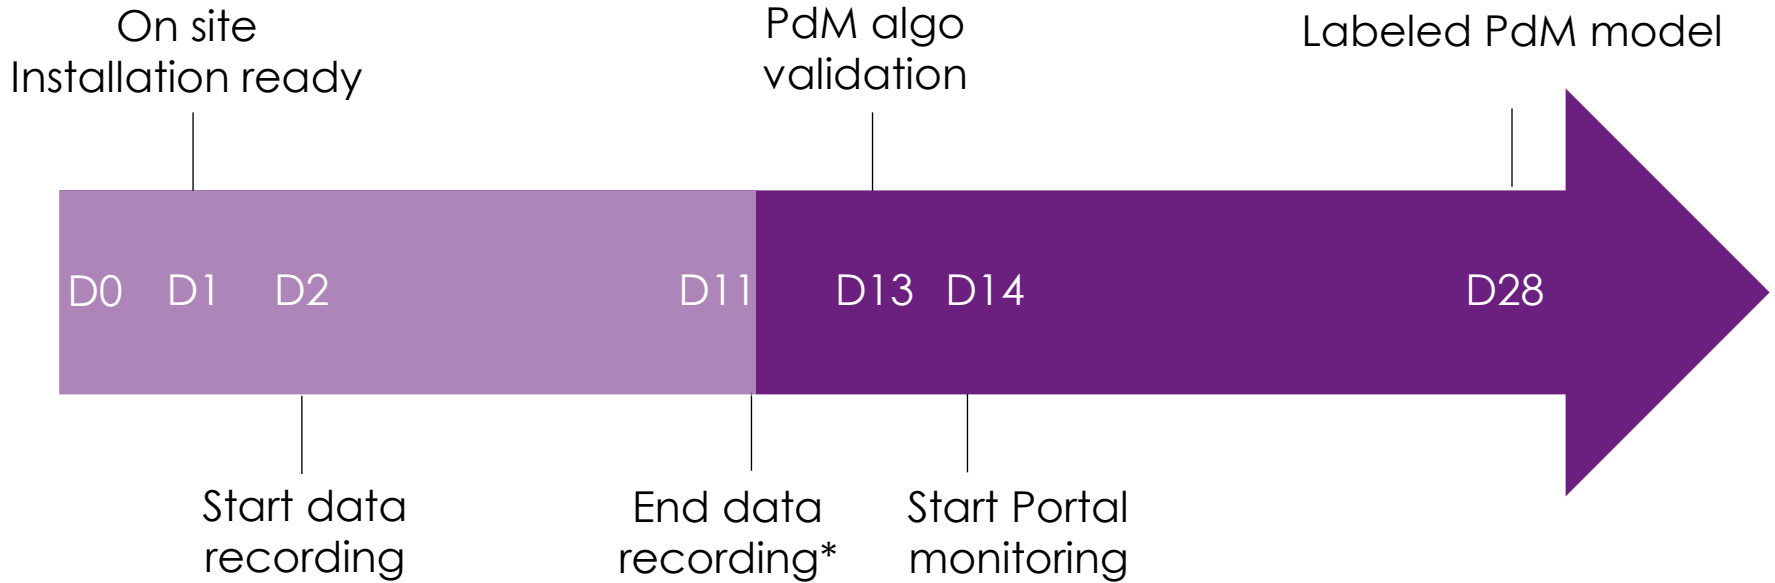 On site
Installation ready
PdM algo
validation
Labeled PdM model
D0
D1
D2
D11
D13
D14
D28
Start data
recording
End data
recording*
Start Portal
monitoring